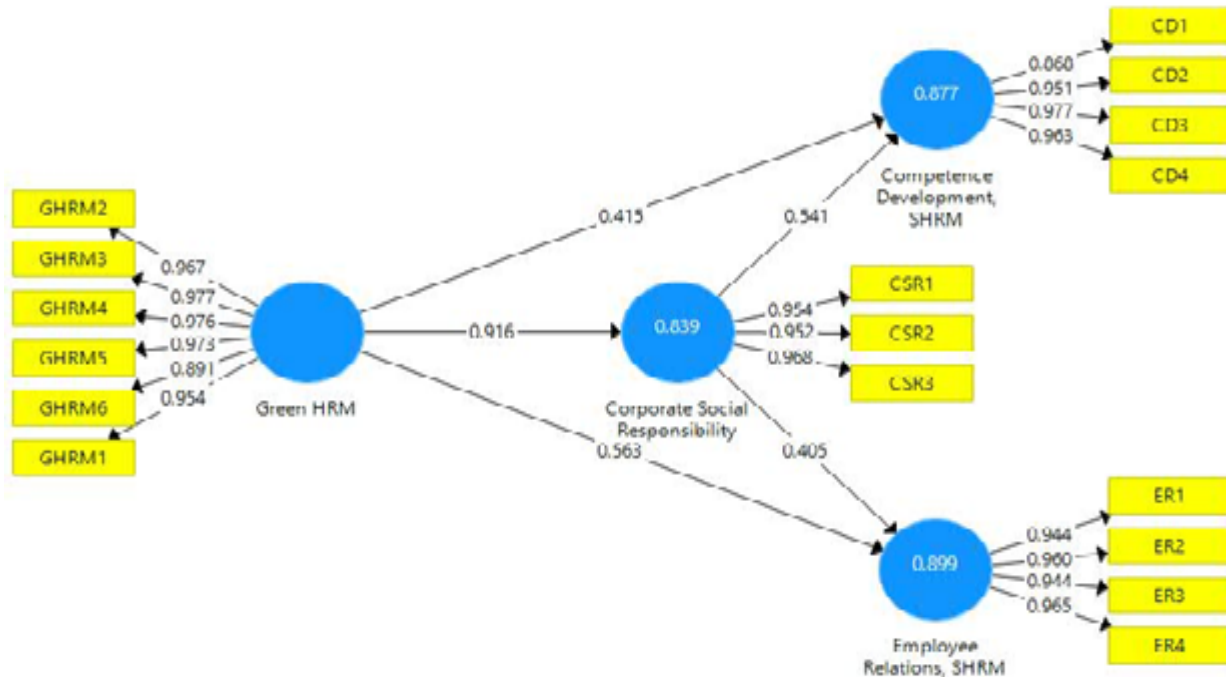 CD1
0.877
0.951
CD2
0.977
CD3
0.963
CD4
Competence
Development,
SHRM
GHRM2
0.415
0.541
GHRM3
0.967
0.977
GHRM4
0.976
0.973
GHRM5
0.891
GHRM6
0.954
GHRM1
Green HRM
0.916
0.839
CSR1
0.954
0.952
CSR2
0.968
CSR3
Corporate Social
Responsibility
0.563
0.405
ER1
0.944
0.960
ER2
0.899
0.944
ER3
0.965
ER4
Employee
Relations, SHRM